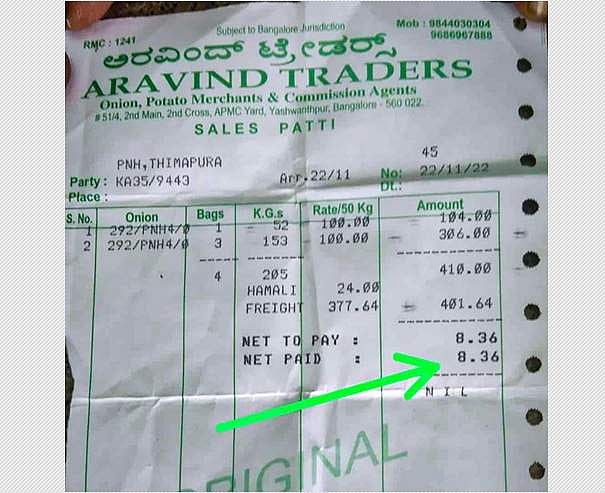 Subject to Bangalore Jurisdiction
Mob : 9844030304
RMC : 1241
9686967888
ಅರವಿಂದ್ ಟ್ರೇಡರ್ಸ್
ARAVIND TRADERS
Onion, Potato Merchants & Commission Agents
# 51/4, 2nd Main, 2nd Cross, APMC Yard, Yashwanthpur, Bangalore - 560 022.
SALES PATTI
PNH,THIMAPURA 45
Party : KA35/9443 Arr.22/11 No: 22/11/22
Place : Dt.:
S. No. Onion Bags K.G.s Rate/50 Kg Amount
1 292/PNH4/0 1 52 100.00 104.00
2 292/PNH4/0 3 153 100.00 306.00
4 205 410.00
HAMALI 24.00
FREIGHT 377.64 401.64
NET TO PAY : 8.36
NET PAID : 8.36
N I L
ORIGINAL